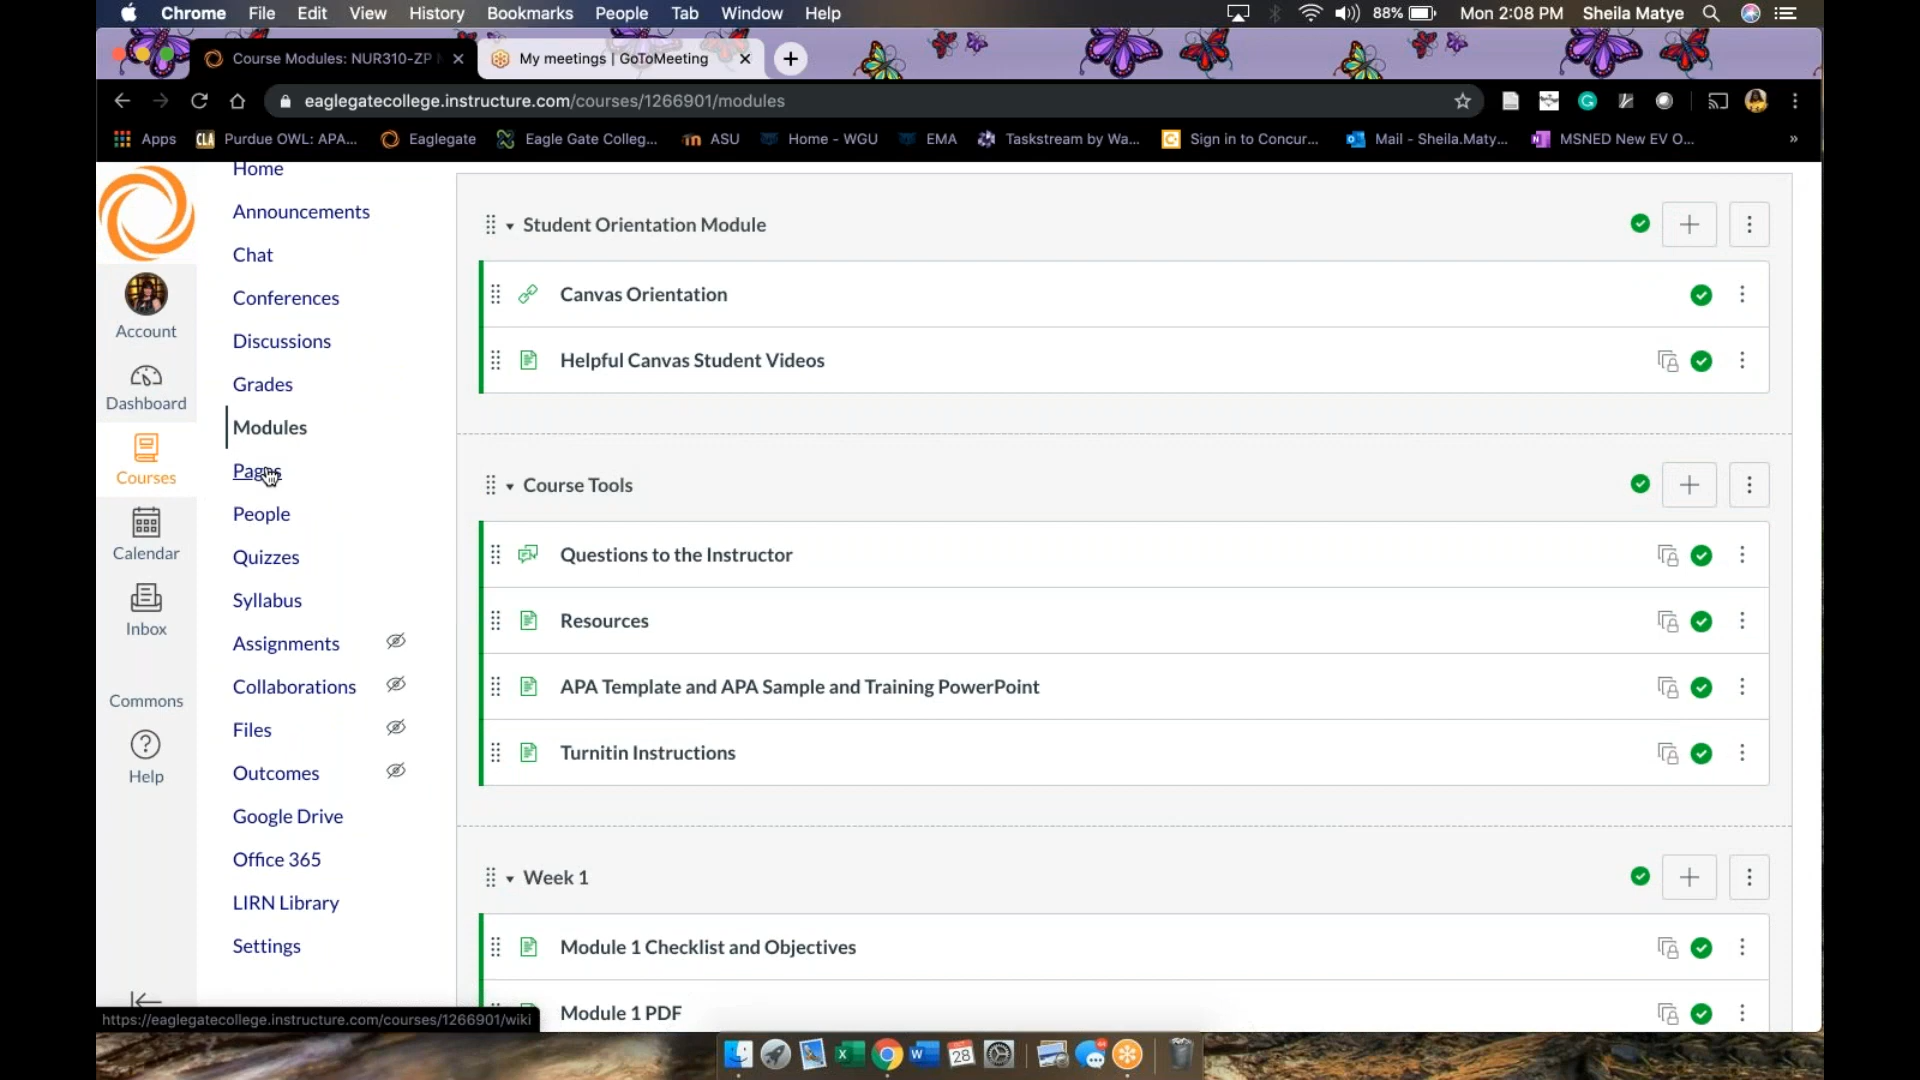 Chrome File Edit View History Bookmarks People Tab Window Help 88% Mon 2:08 PM Sheila Matye
Course Modules: NUR310-ZP My meetings | GoToMeeting
eaglegatecollege.instructure.com/courses/1266901/modules
Apps CLA Purdue OWL: APA... Eaglegate Eagle Gate Colleg... ASU Home - WGU EMA Taskstream by Wa... Sign in to Concur... Mail - Sheila.Maty... MSNED New EV O... »
Home
Announcements
Chat
Conferences
Discussions
Grades
Modules
Pages
People
Quizzes
Syllabus
Assignments
Collaborations
Files
Outcomes
Google Drive
Office 365
LIRN Library
Settings
Account
Dashboard
Courses
Calendar
Inbox
Commons
Help
Student Orientation Module
Canvas Orientation
Helpful Canvas Student Videos
Course Tools
Questions to the Instructor
Resources
APA Template and APA Sample and Training PowerPoint
Turnitin Instructions
Week 1
Module 1 Checklist and Objectives
Module 1 PDF
https://eaglegatecollege.instructure.com/courses/1266901/wiki
28